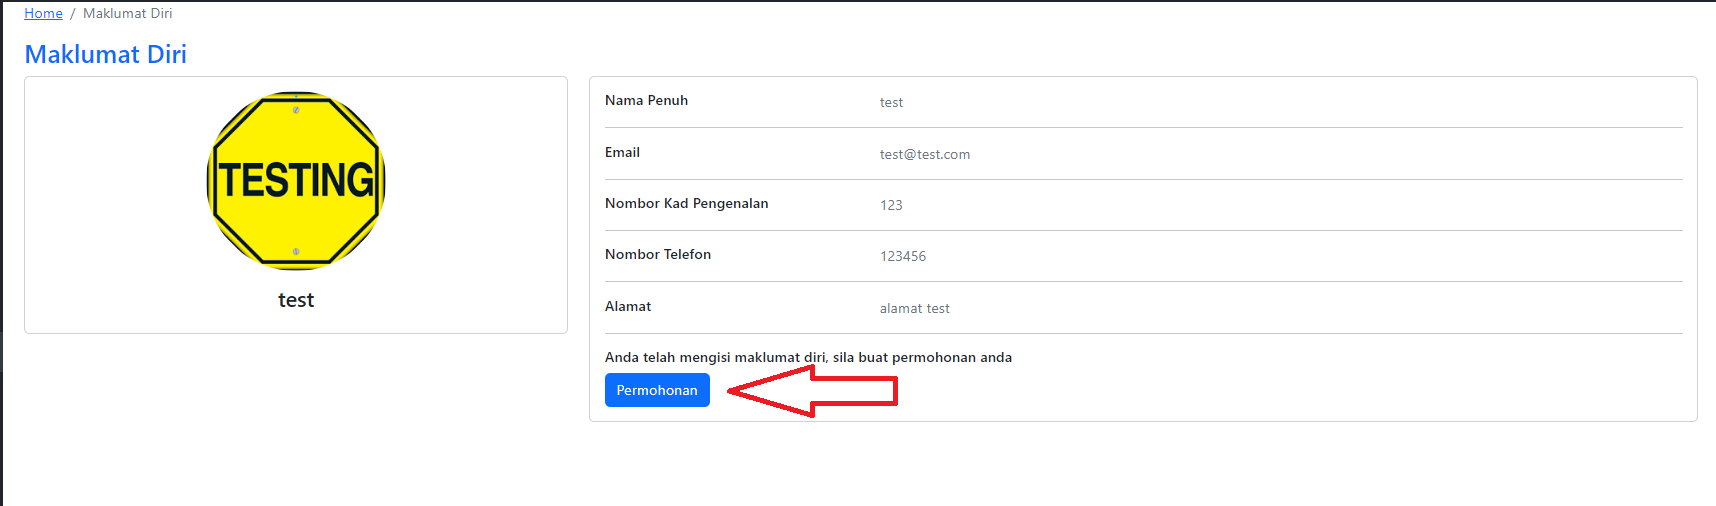 Home / Maklumat Diri
Maklumat Diri
TESTING
test
Nama Penuh test
Email test@test.com
Nombor Kad Pengenalan 123
Nombor Telefon 123456
Alamat alamat test
Anda telah mengisi maklumat diri, sila buat permohonan anda
Permohonan